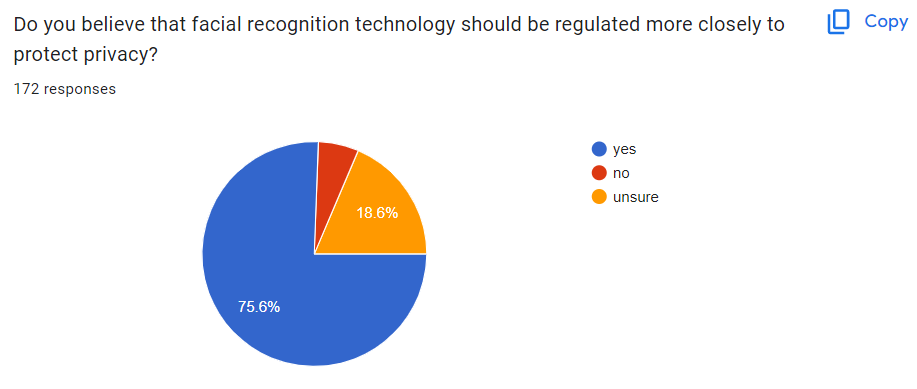 Do you believe that facial recognition technology should be regulated more closely to
protect privacy?
Copy
172 responses
yes
no
unsure
18.6%
75.6%